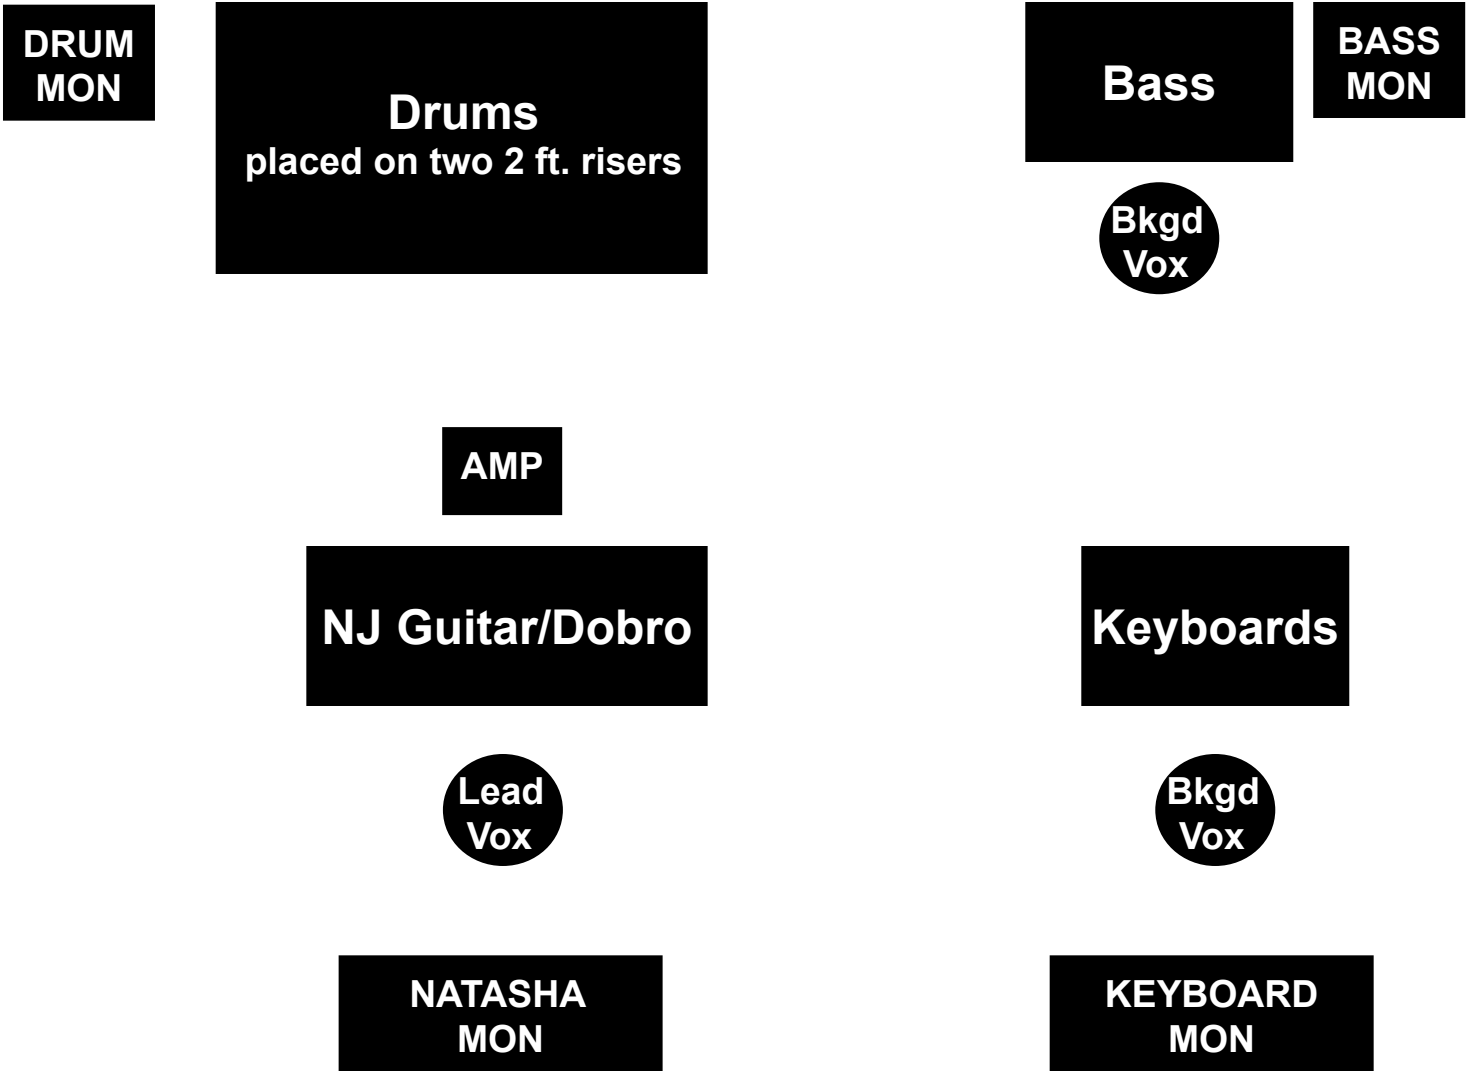 DRUM
MON
Drums
placed on two 2 ft. risers
Bass
BASS
MON
Bkgd
Vox
AMP
NJ Guitar/Dobro
Keyboards
Lead
Vox
Bkgd
Vox
NATASHA
MON
KEYBOARD
MON